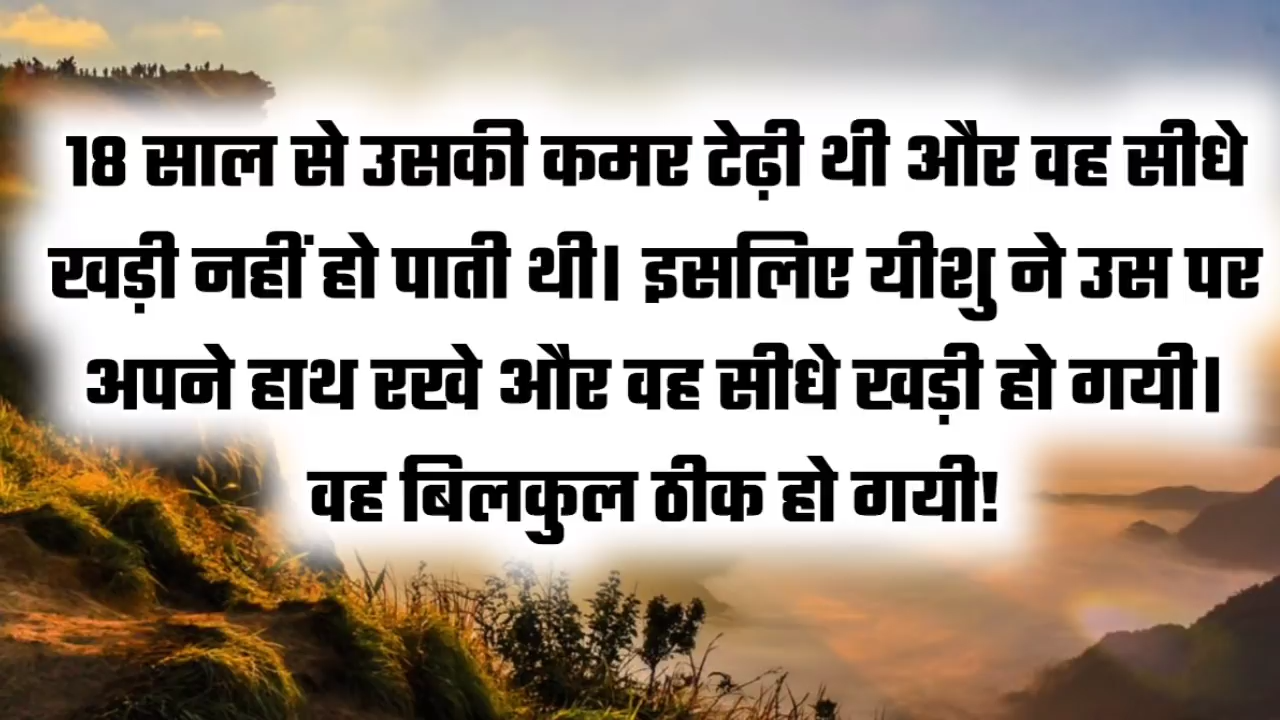 18 साल से उसकी कमर टेढ़ी थी और वह सीधे
खड़ी नहीं हो पाती थी। इसलिए यीशु ने उस पर
अपने हाथ रखे और वह सीधे खड़ी हो गयी।
वह बिलकुल ठीक हो गयी!